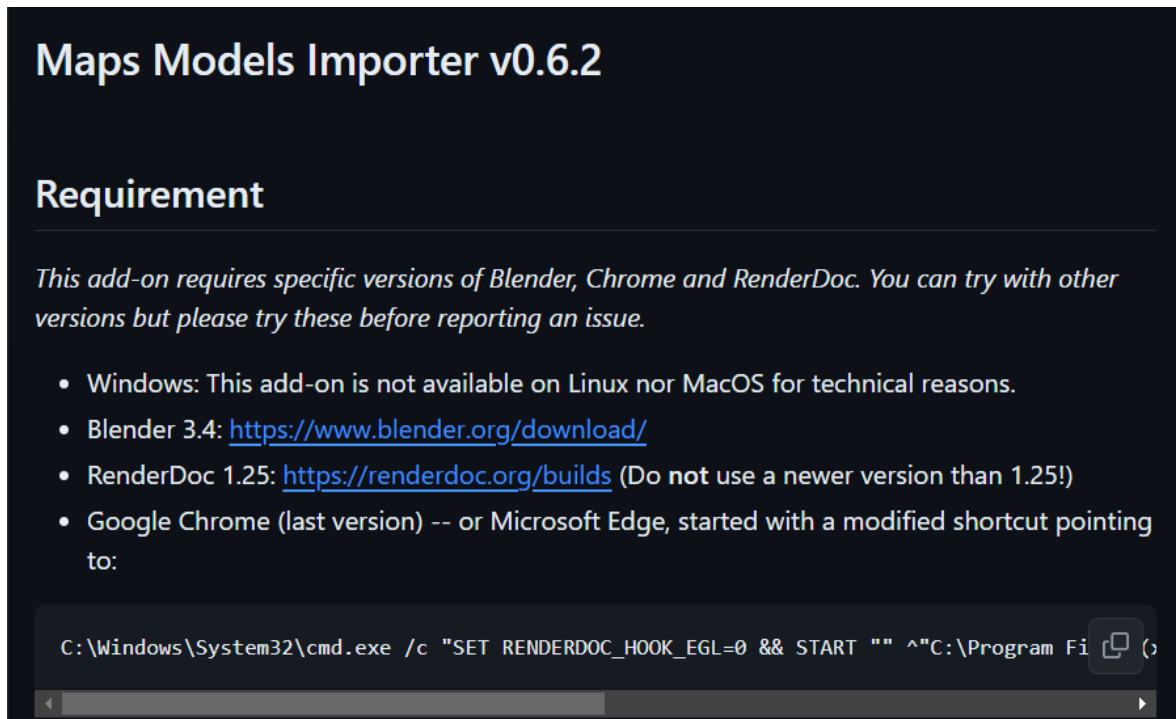 Maps Models Importer v0.6.2
Requirement
This add-on requires specific versions of Blender, Chrome and RenderDoc. You can try with other
versions but please try these before reporting an issue.
• Windows: This add-on is not available on Linux nor MacOS for technical reasons.
• Blender 3.4: https://www.blender.org/download/
• RenderDoc 1.25: https://renderdoc.org/builds (Do not use a newer version than 1.25!)
• Google Chrome (last version) -- or Microsoft Edge, started with a modified shortcut pointing
to:
C:\Windows\System32\cmd.exe /c "SET RENDERDOC_HOOK_EGL=0 && START "" ^"C:\Program Fi